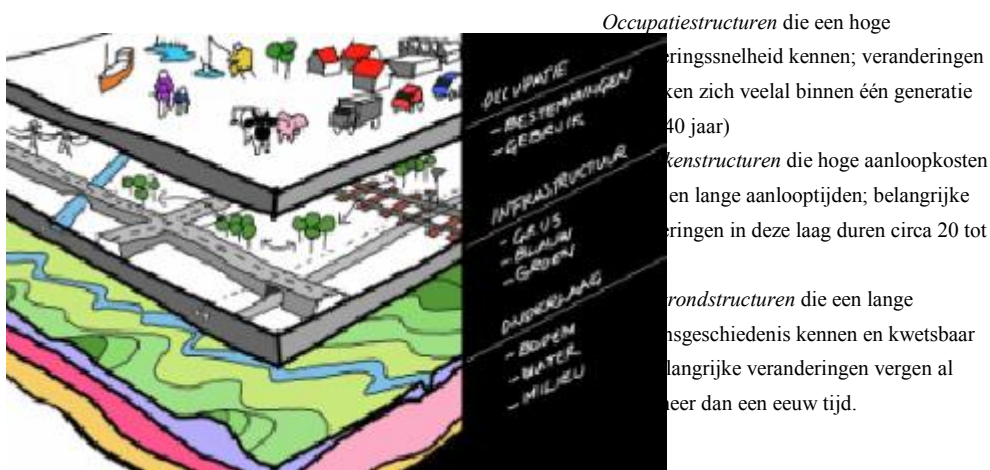 OCCUPATIE
- BESTEMMINGEN
- GEBRUIK
INFRASTRUCTUUR
- GRIJS
- BLAUW
- GROEN
ONDERLAAG
- BODEM
- WATER
- MILIEU
Occupatiestructuren die een hoge
eringssnelheid kennen; veranderingen
ken zich veelal binnen één generatie
40 jaar)
kenstructuren die hoge aanloopkosten
en lange aanlooptijden; belangrijke
eringen in deze laag duren circa 20 tot
rondstructuren die een lange
nsgeschiedenis kennen en kwetsbaar
langrijke veranderingen vergen al
neer dan een eeuw tijd.